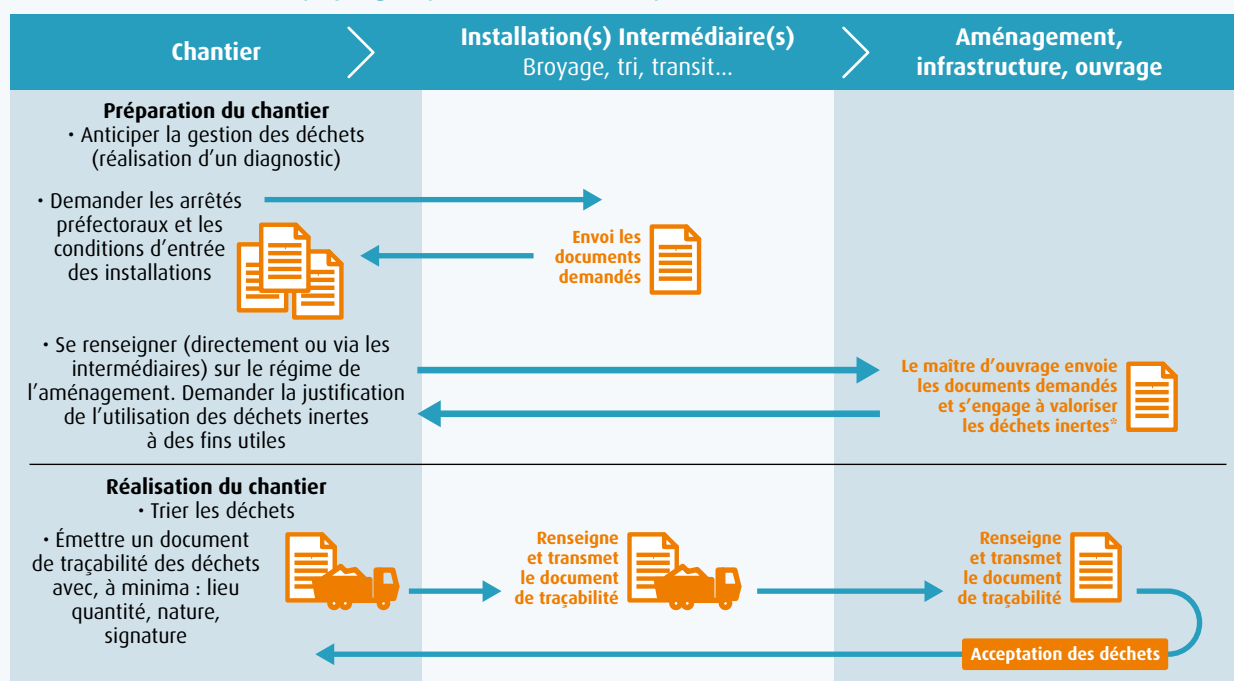 Chantier
Installation(s) Intermédiaire(s)
Broyage, tri, transit...
Aménagement,
infrastructure, ouvrage
Préparation du chantier
• Anticiper la gestion des déchets
(réalisation d'un diagnostic)
• Demander les arrêtés
préfectoraux et les
conditions d'entrée
des installations
Envoi les
documents
demandés
• Se renseigner (directement ou via les
intermédiaires) sur le régime de
l'aménagement. Demander la justification
de l'utilisation des déchets inertes
à des fins utiles
Le maître d'ouvrage envoie
les documents demandés
et s'engage à valoriser
les déchets inertes*
Réalisation du chantier
• Trier les déchets
• Émettre un document
de traçabilité des déchets
avec, à minima : lieu
quantité, nature,
signature
Renseigne
et transmet
le document
de traçabilité
Renseigne
et transmet
le document
de traçabilité
Acceptation des déchets